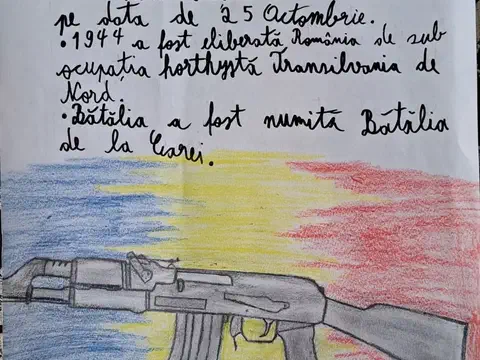 pe data de 25 Octombrie.
• 1944 a fost eliberată România de sub
ocupația horthystă Transilvania de
Nord.
• Bătălia a fost numită Bătălia
de la Carei.